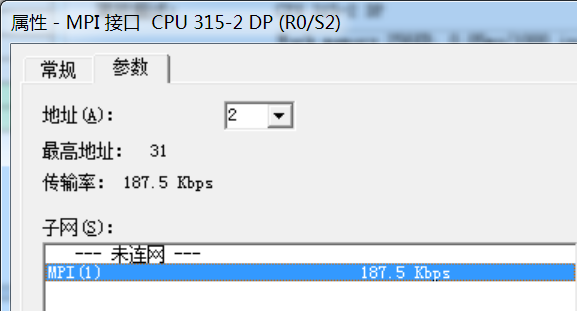 属性 - MPI 接口  CPU 315-2 DP (R0/S2)
常规 参数
地址(A): 2
最高地址: 31
传输率: 187.5 Kbps
子网(S):
--- 未连网 ---
MPI(1) 187.5 Kbps